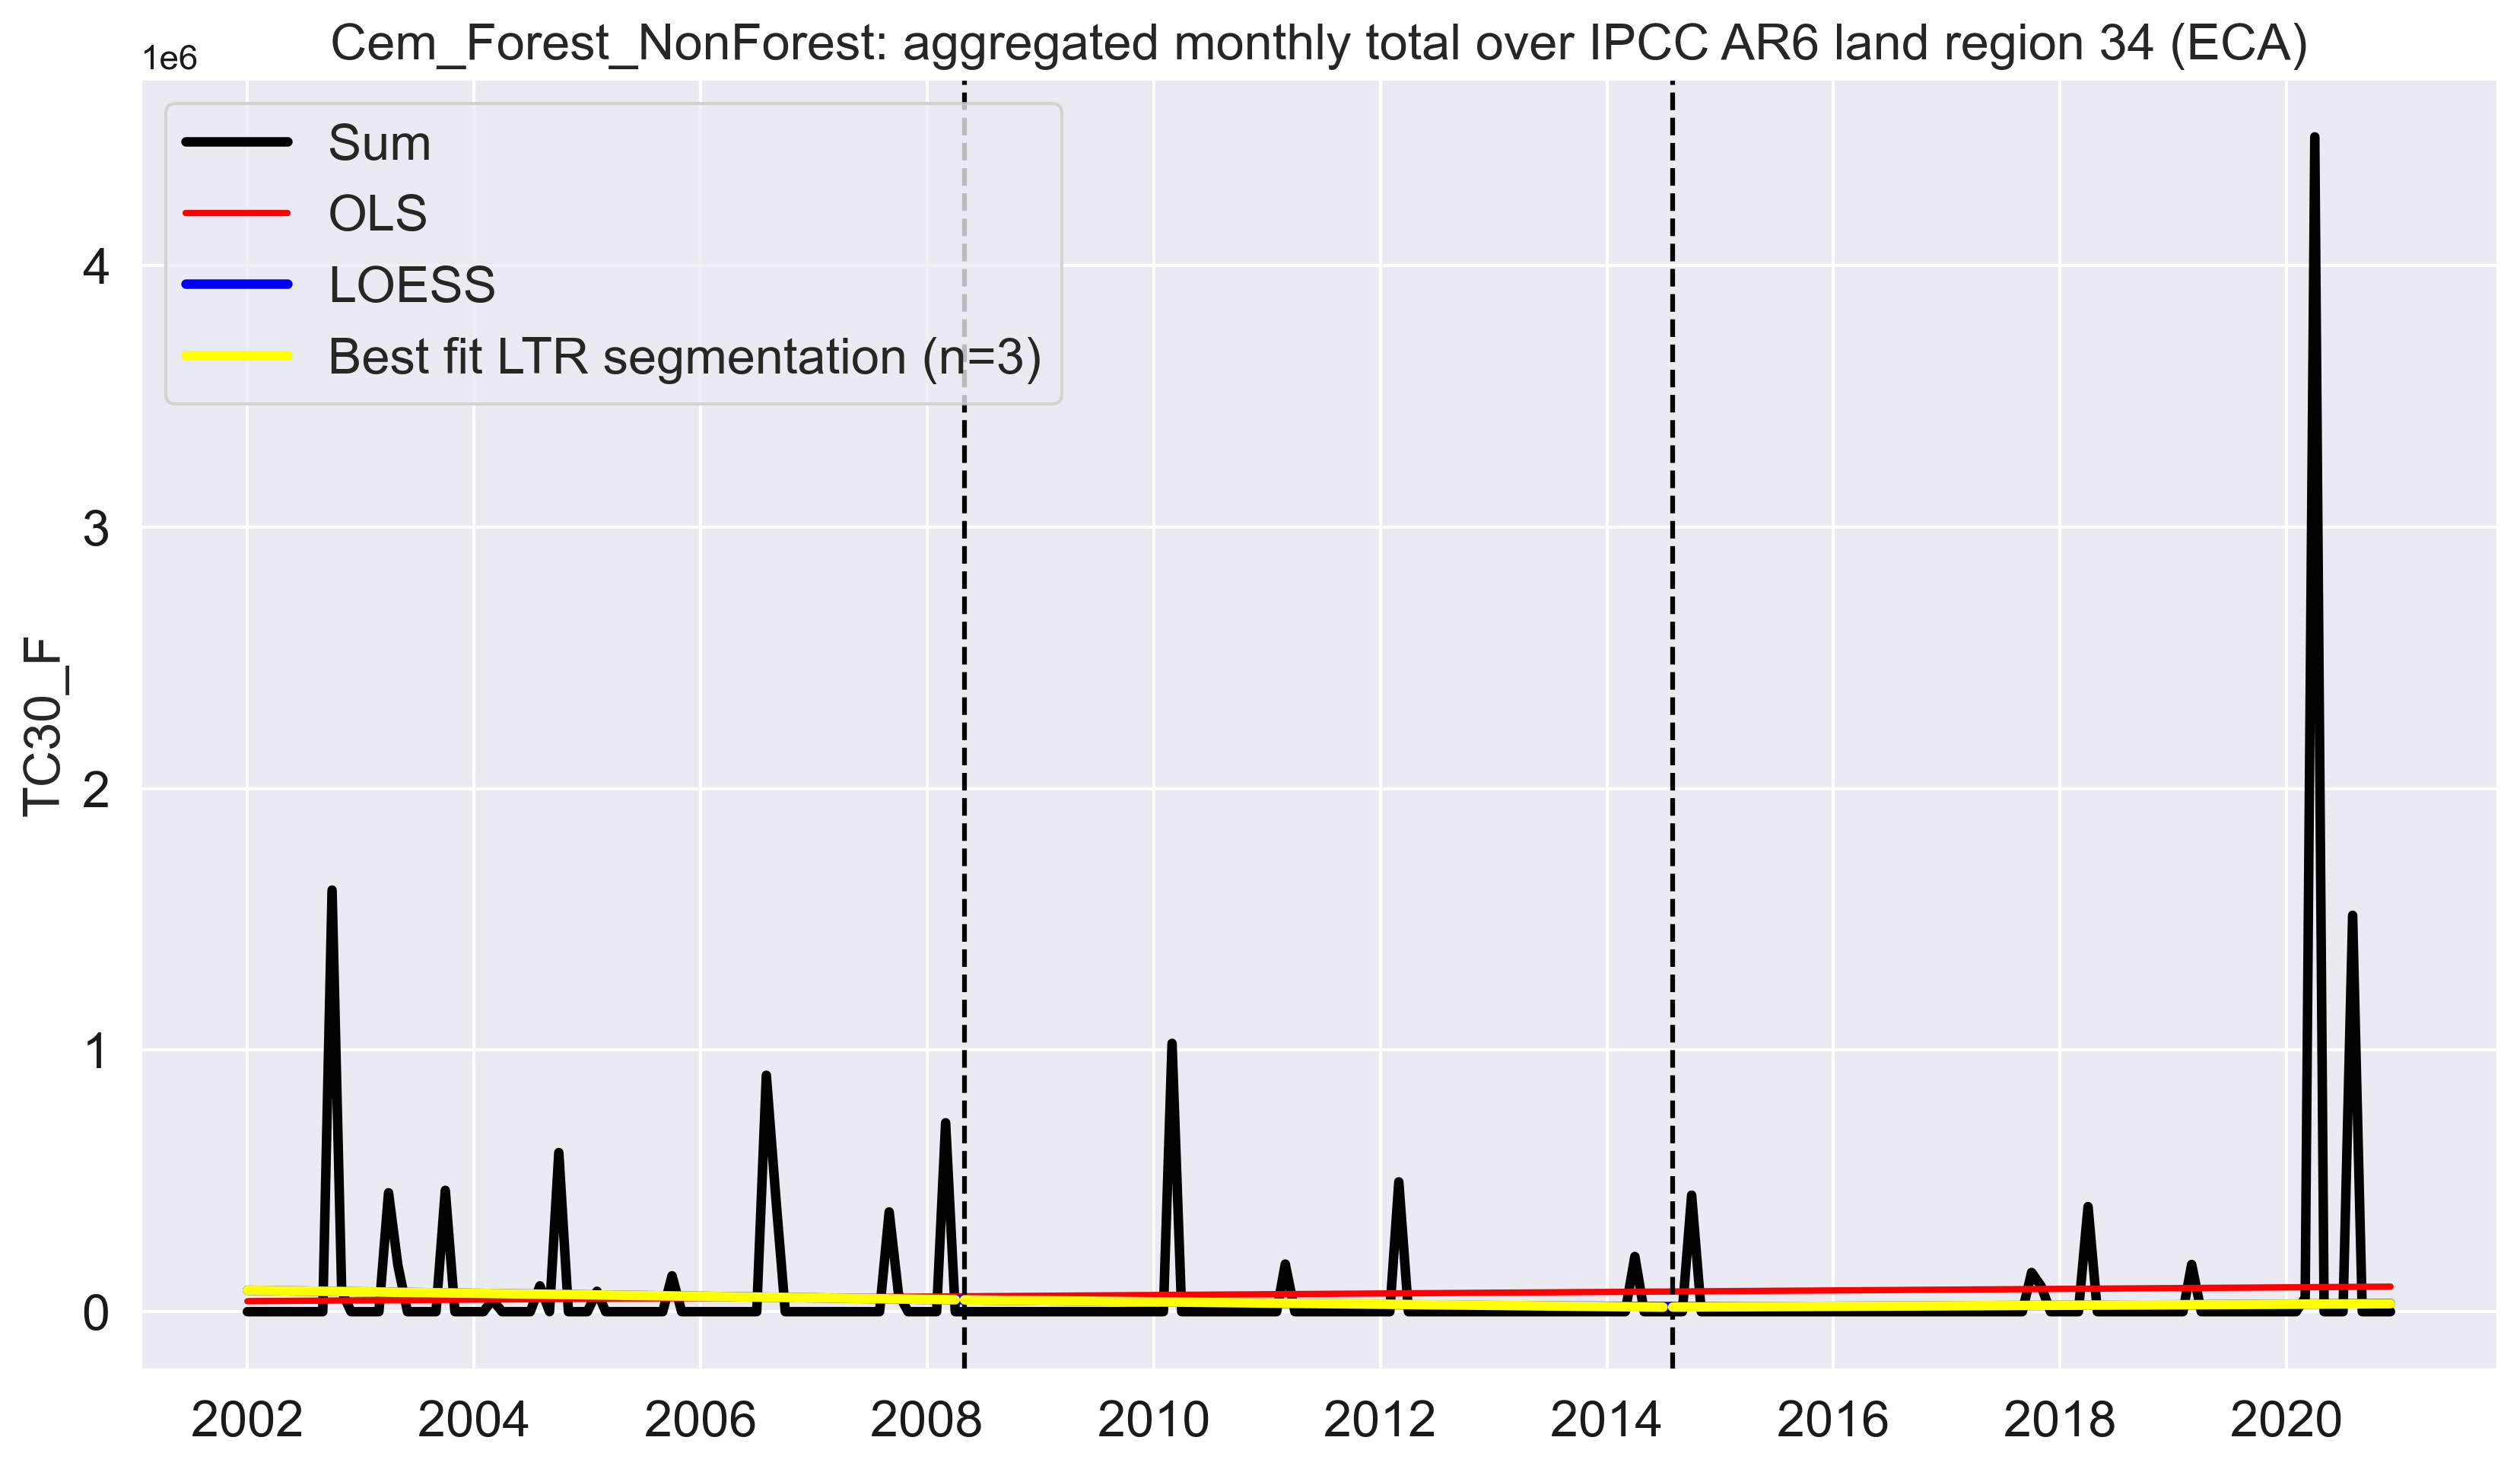 Cem_Forest_NonForest: aggregated monthly total over IPCC AR6 land region 34 (ECA)
1e6
Sum
OLS
LOESS
Best fit LTR segmentation (n=3)
TC30_F
4
3
2
1
0
2002 2004 2006 2008 2010 2012 2014 2016 2018 2020